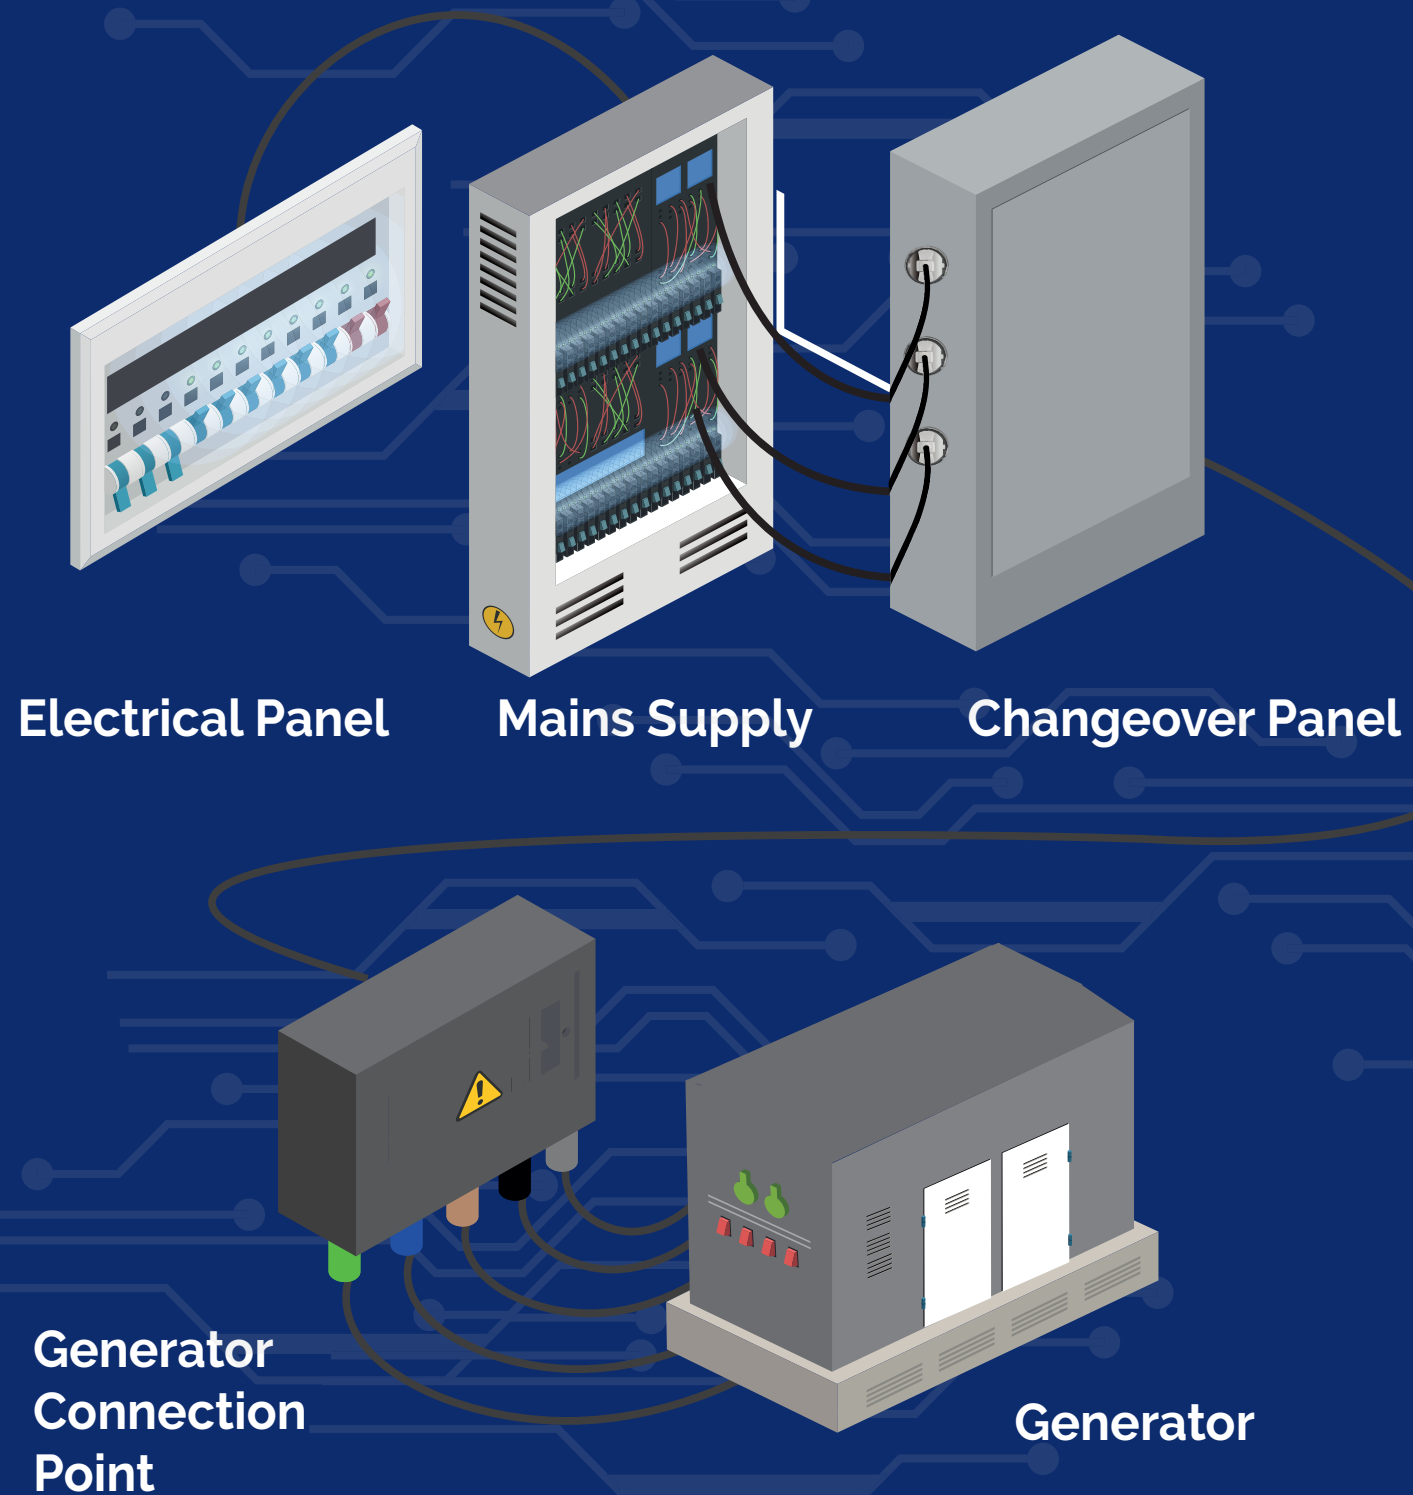 Electrical Panel
Mains Supply
Changeover Panel
Generator
Connection
Point
Generator